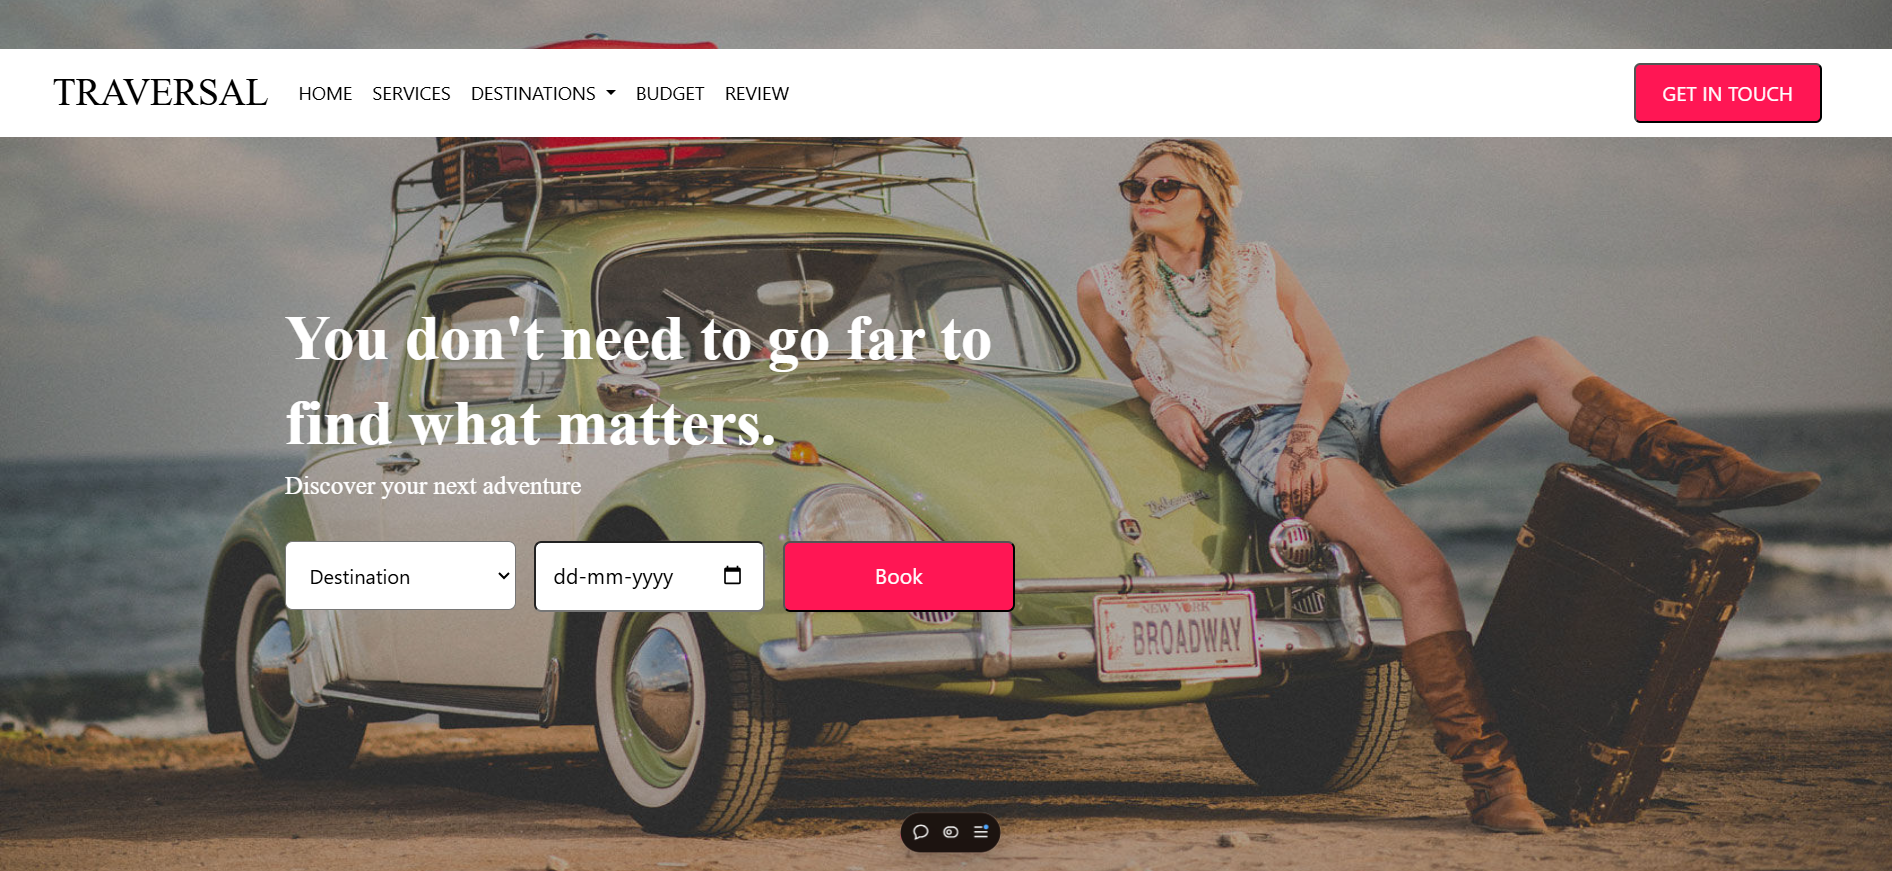 TRAVERSAL HOME SERVICES DESTINATIONS BUDGET REVIEW GET IN TOUCH
You don't need to go far to
find what matters.
Discover your next adventure
Destination dd-mm-yyyy Book
NEW YORK
BROADWAY